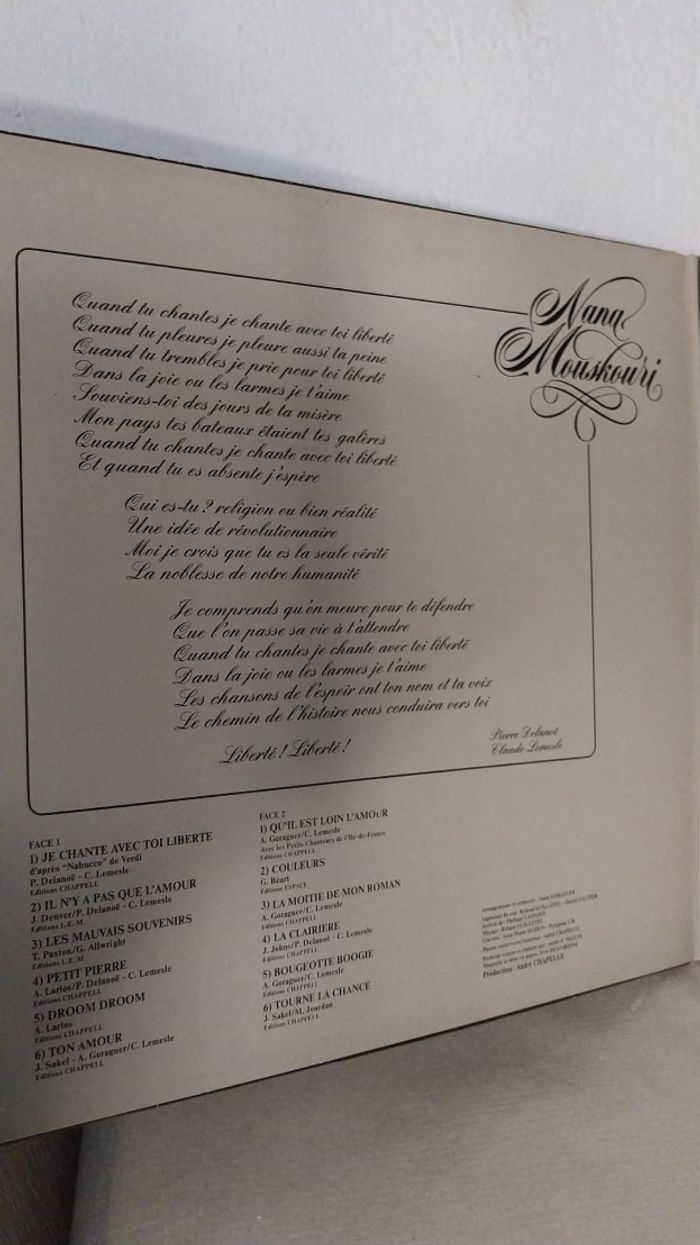 Nana
Mouskouri
Quand tu chantes je chante avec toi liberté
Quand tu pleures je pleure aussi ta peine
Quand tu trembles je prie pour toi liberté
Dans la joie ou les larmes je t'aime
Souviens-toi des jours de ta misère
Mon pays tes bateaux étaient tes galères
Quand tu chantes je chante avec toi liberté
Et quand tu es absente j'espère
Qui es-tu? religion ou bien réalité
Une idée de révolutionnaire
Moi je crois que tu es la seule vérité
La noblesse de notre humanité
Je comprends qu'on meure pour te défendre
Que l'on passe sa vie à t'attendre
Quand tu chantes je chante avec toi liberté
Dans la joie ou les larmes je t'aime
Les chansons de l'espoir ont ton nom et ta voix
Le chemin de l'histoire nous conduira vers toi
Liberté! Liberté!
Pierre Delanoë
Claude Lemesle
FACE 1
1) JE CHANTE AVEC TOI LIBERTE
d'après "Nabucco" de Verdi
P. Delanoë - C. Lemesle
Editions CHAPPELL
2) IL N'Y A PAS QUE L'AMOUR
J. Denver/P. Delanoë - C. Lemesle
Editions L.E.M
3) LES MAUVAIS SOUVENIRS
T. Paxton/G. Allwright
Editions L.E.M
4) PETIT PIERRE
A. Larios/P. Delanoë - C. Lemesle
Editions CHAPPELL
5) DROOM DROOM
A. Larios
Editions CHAPPELL
6) TON AMOUR
J. Sakel - A. Goraguer/C. Lemesle
Editions CHAPPELL
FACE 2
1) QU'IL EST LOIN L'AMOUR
A. Goraguer/C. Lemesle
Avec les Petits Chanteurs de l'Ile-de-France
Editions CHAPPELL
2) COULEURS
G. Béart
Editions ESPACE
3) LA MOITIE DE MON ROMAN
A. Goraguer/C. Lemesle
Editions CHAPPELL
4) LA CLAIRIERE
J. Johns/P. Delanoë - C. Lemesle
Editions CHAPPELL
5) BOUGEOTTE BOOGIE
A. Goraguer/C. Lemesle
Editions CHAPPELL
6) TOURNE LA CHANCE
J. Sakel/M. Jourdan
Editions CHAPPELL
Production: André CHAPELLE